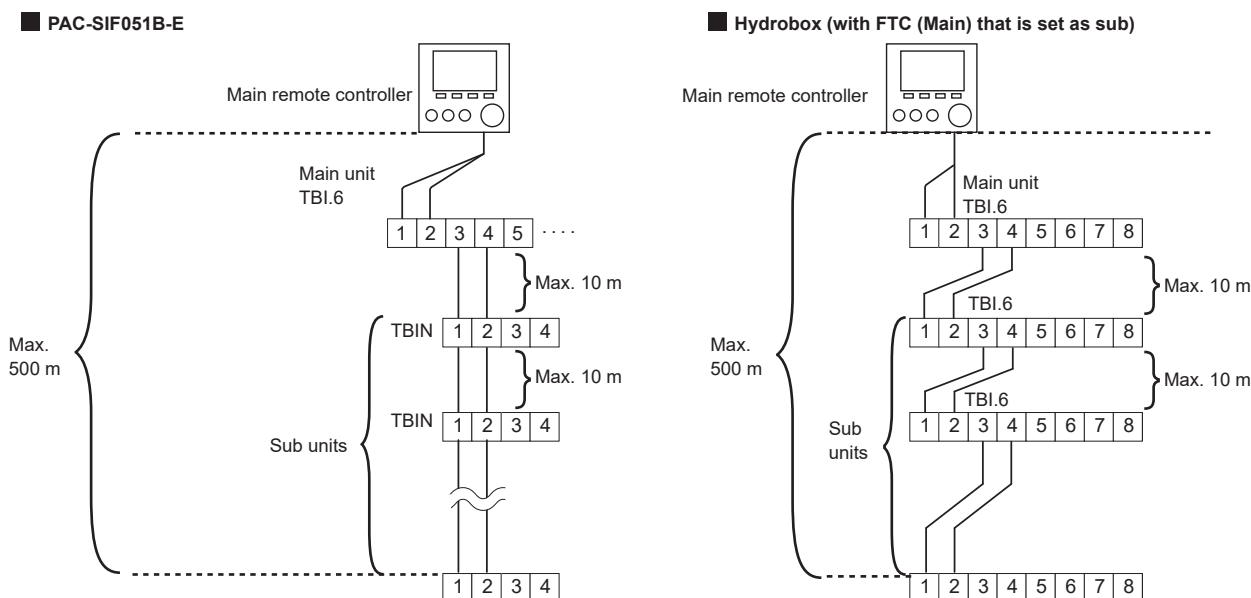 PAC-SIF051B-E
Main remote controller
Main unit
TBI.6
1 2 3 4 5 ....
Max. 10 m
TBIN 1 2 3 4
Max. 10 m
TBIN 1 2 3 4
Sub units
Max.
500 m
1 2 3 4
Hydrobox (with FTC (Main) that is set as sub)
Main remote controller
Main unit
TBI.6
1 2 3 4 5 6 7 8
Max. 10 m
TBI.6
1 2 3 4 5 6 7 8
Max. 10 m
TBI.6
1 2 3 4 5 6 7 8
Sub
units
Max.
500 m
1 2 3 4 5 6 7 8